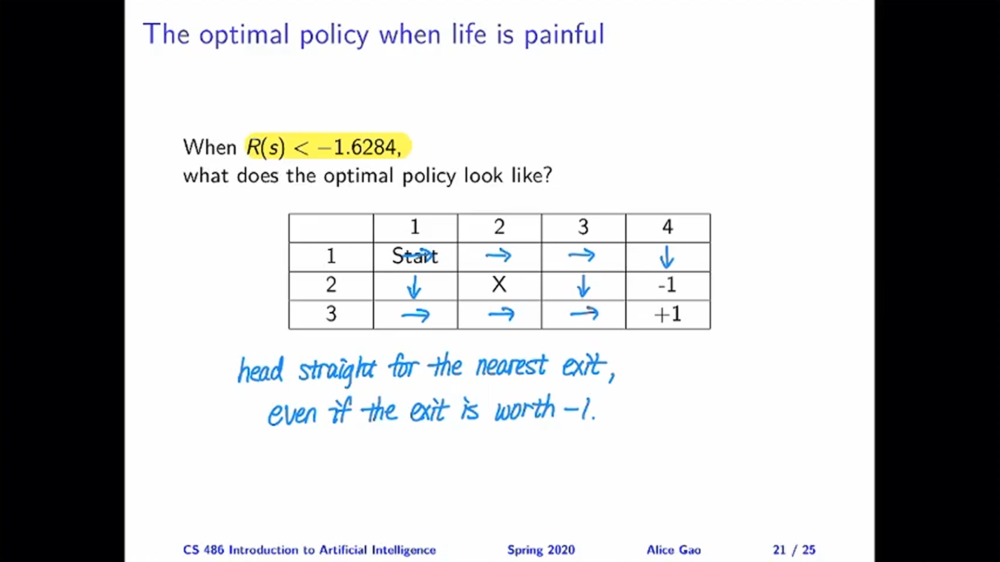 The optimal policy when life is painful
When R(s) < −1.6284,
what does the optimal policy look like?
1 2 3 4
1 Start → → → ↓
2 ↓ X ↓ -1
3 → → → +1
head straight for the nearest exit,
even if the exit is worth −1.
CS 486 Introduction to Artificial Intelligence Spring 2020 Alice Gao 21 / 25